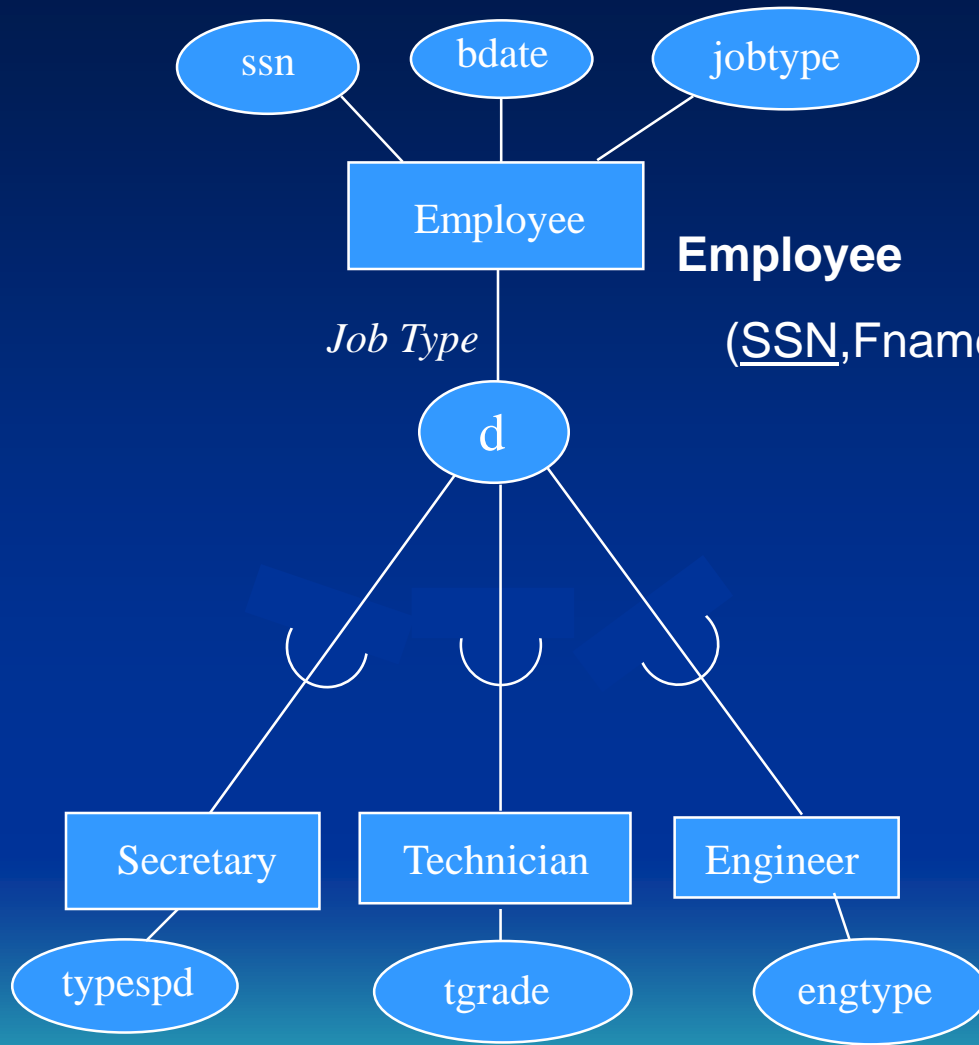 ssn
bdate
jobtype
Employee
Employee
Job Type
(SSN,Fname
d
Secretary
Technician
Engineer
typespd
tgrade
engtype